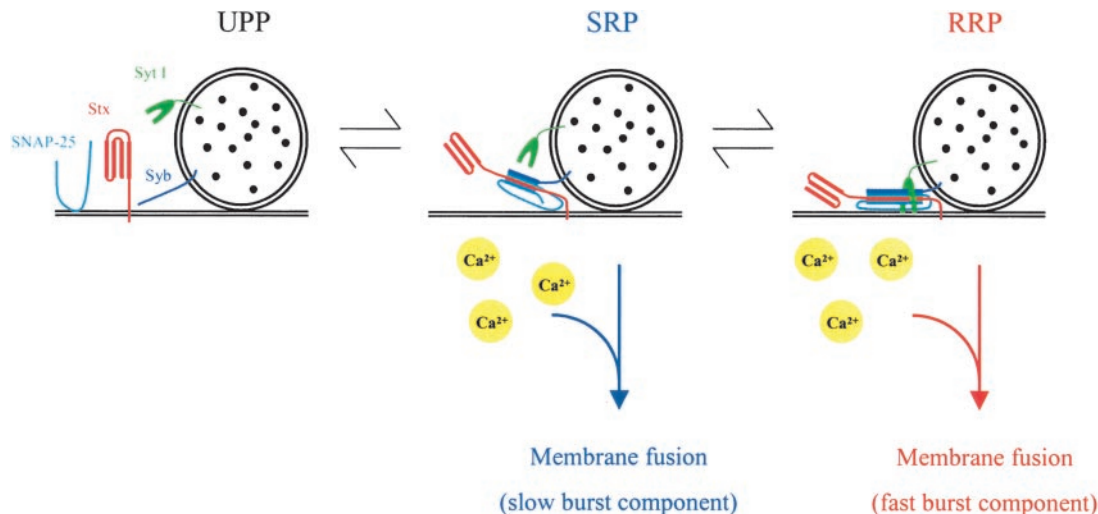 UPP
SRP
RRP
Syt I
Stx
SNAP-25
Syb
Ca²⁺
Ca²⁺
Ca²⁺
Ca²⁺
Ca²⁺
Ca²⁺
Membrane fusion
(slow burst component)
Membrane fusion
(fast burst component)